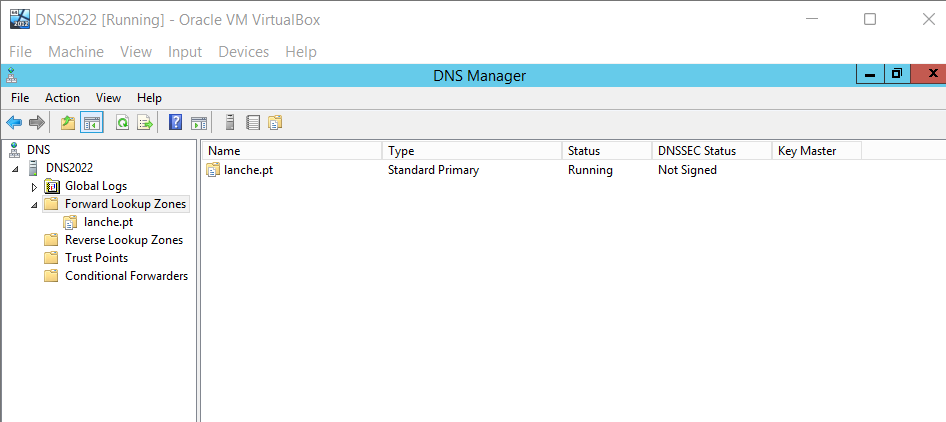 DNS2022 [Running] - Oracle VM VirtualBox
File Machine View Input Devices Help
DNS Manager
File Action View Help
DNS
DNS2022
Global Logs
Forward Lookup Zones
lanche.pt
Reverse Lookup Zones
Trust Points
Conditional Forwarders
Name Type Status DNSSEC Status Key Master
lanche.pt Standard Primary Running Not Signed